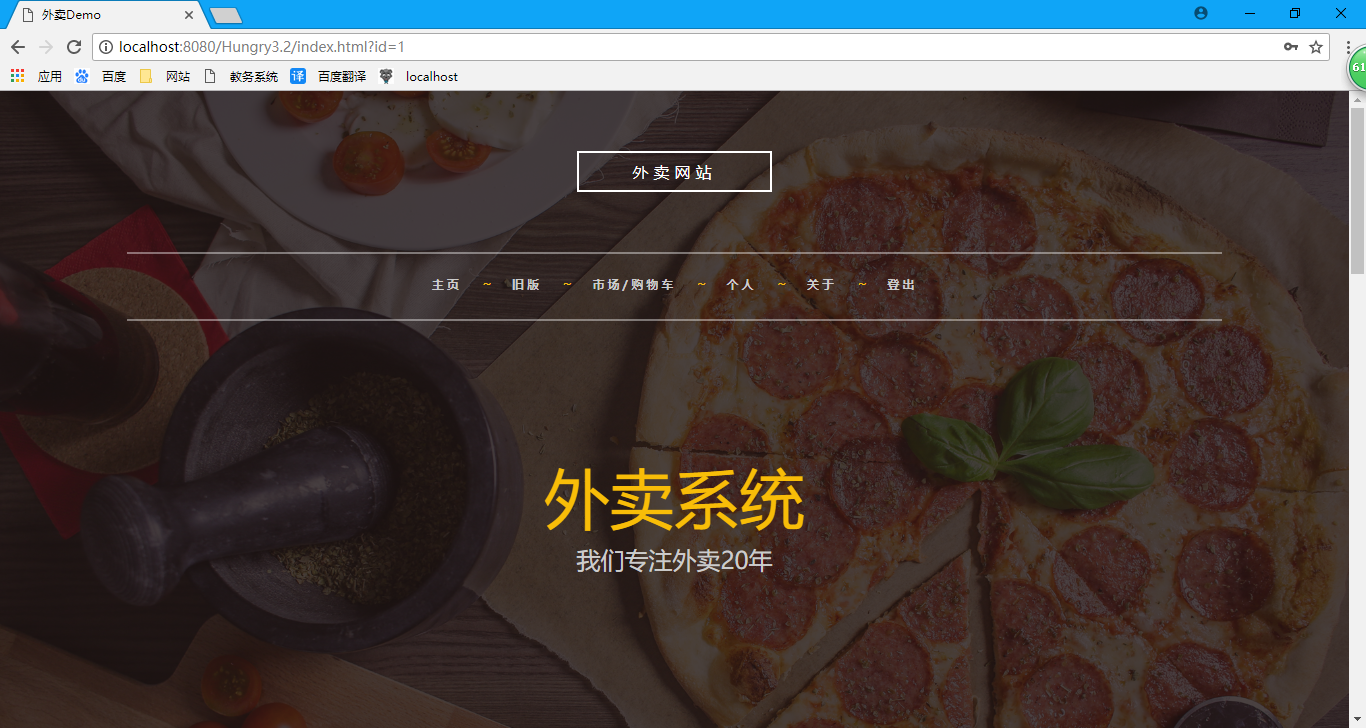 外卖Demo
localhost:8080/Hungry3.2/index.html?id=1
应用 百度 网站 教务系统 译 百度翻译 localhost
61
外卖网站
主页 ~ 旧版 ~ 市场/购物车 ~ 个人 ~ 关于 ~ 登出
外卖系统
我们专注外卖20年